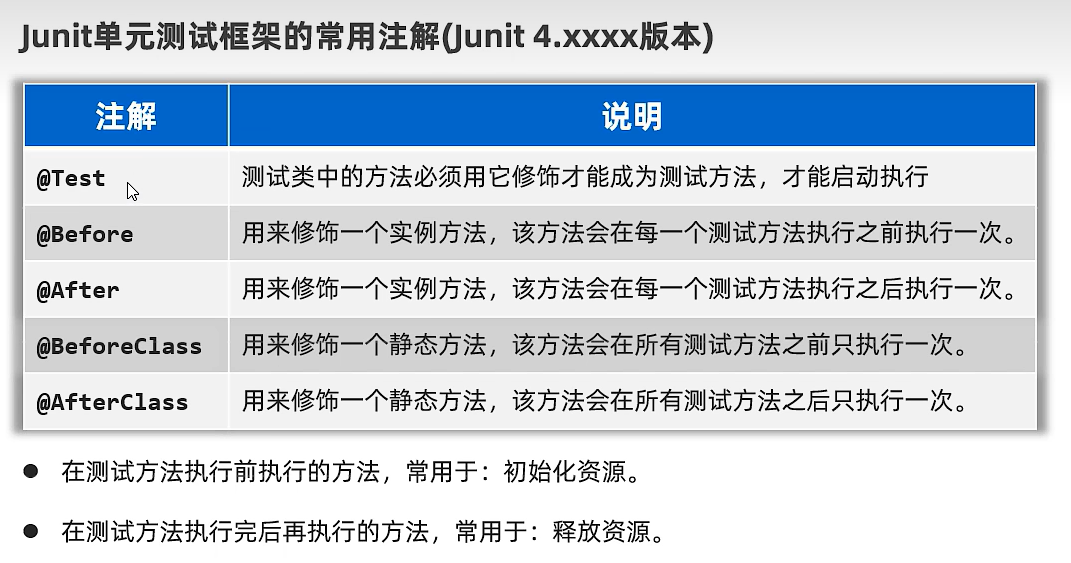 Junit单元测试框架的常用注解(Junit 4.xxxx版本)
注解 说明
@Test 测试类中的方法必须用它修饰才能成为测试方法，才能启动执行
@Before 用来修饰一个实例方法，该方法会在每一个测试方法执行之前执行一次。
@After 用来修饰一个实例方法，该方法会在每一个测试方法执行之后执行一次。
@BeforeClass 用来修饰一个静态方法，该方法会在所有测试方法之前只执行一次。
@AfterClass 用来修饰一个静态方法，该方法会在所有测试方法之后只执行一次。
● 在测试方法执行前执行的方法，常用于：初始化资源。
● 在测试方法执行完后再执行的方法，常用于：释放资源。